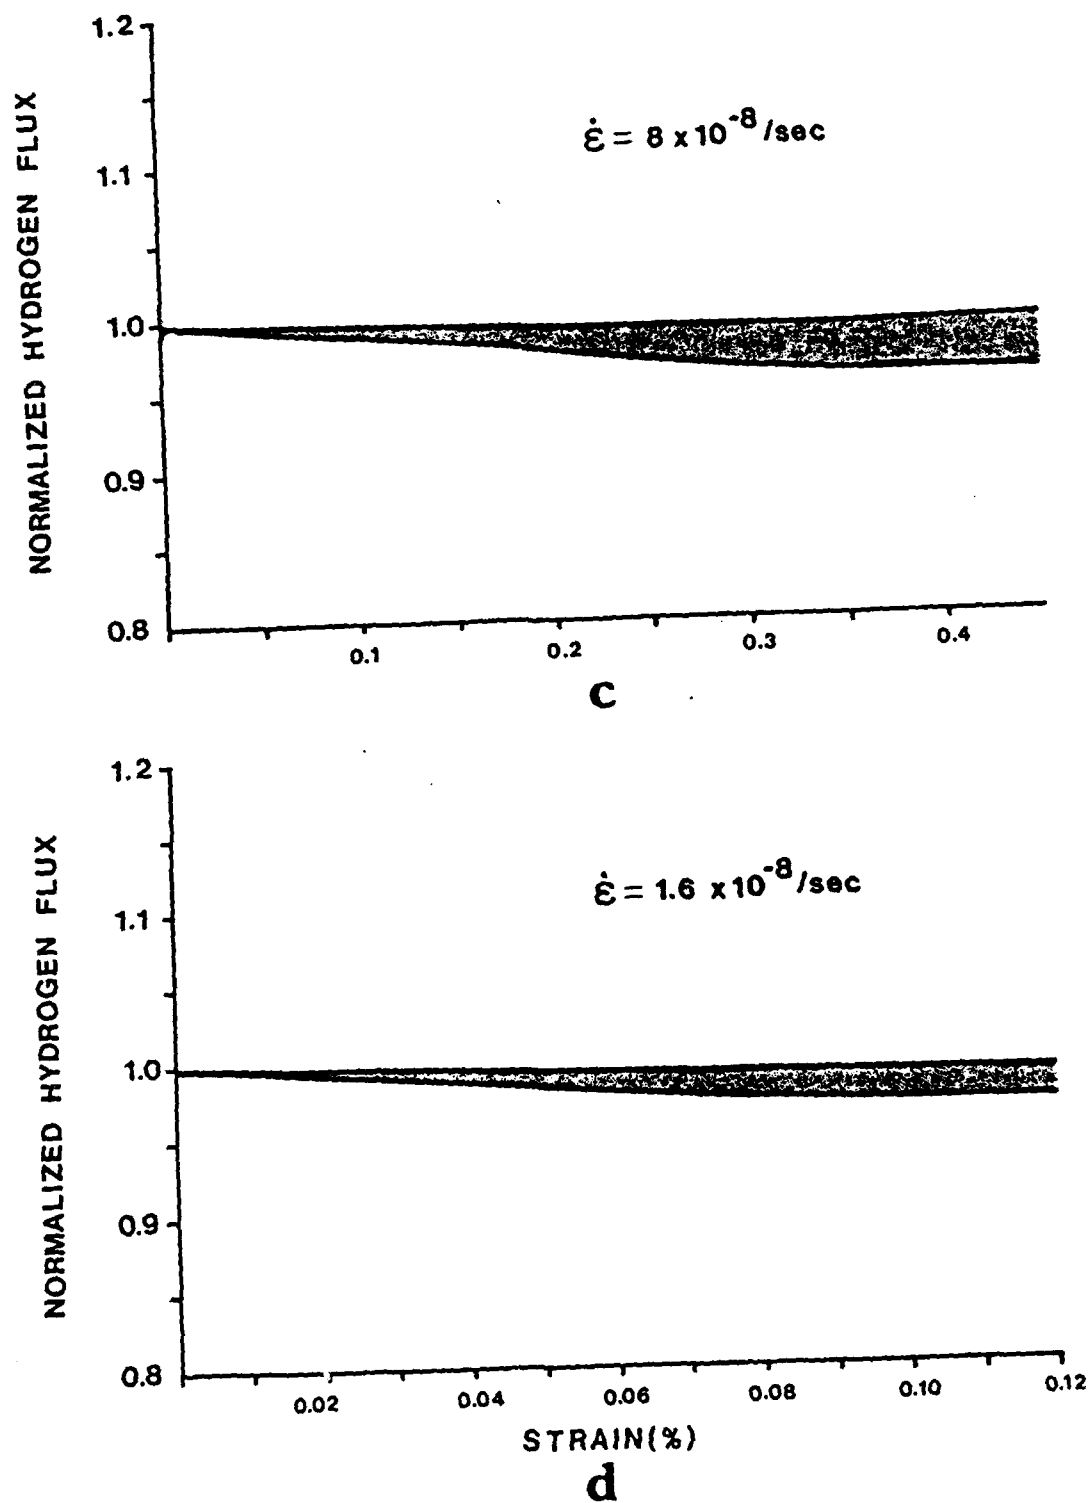 1.2
ε̇ = 8 x 10^-8/sec
1.1
NORMALIZED HYDROGEN FLUX
1.0
0.9
0.8
0.1 0.2 0.3 0.4
c
1.2
ε̇ = 1.6 x10^-8/sec
1.1
NORMALIZED HYDROGEN FLUX
1.0
0.9
0.8
0.02 0.04 0.06 0.08 0.10 0.12
STRAIN(%)
d